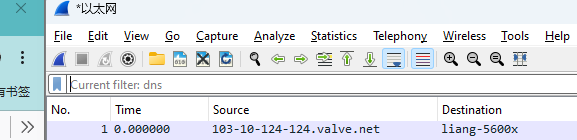 *以太网
File Edit View Go Capture Analyze Statistics Telephony Wireless Tools Help
有书签
Current filter: dns
No. Time Source Destination
1 0.000000 103-10-124-124.valve.net liang-5600x